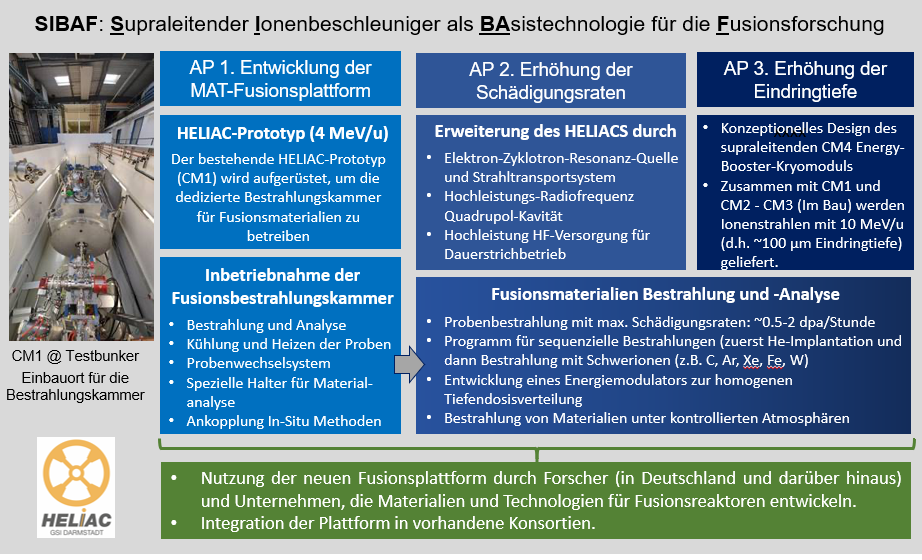 SIBAF: Supraleitender Ionenbeschleuniger als BAsistechnologie für die Fusionsforschung
AP 1. Entwicklung der
MAT-Fusionsplattform
HELIAC-Prototyp (4 MeV/u)
Der bestehende HELIAC-Prototyp
(CM1) wird aufgerüstet, um die
dedizierte Bestrahlungskammer
für Fusionsmaterialien zu
betreiben
Inbetriebnahme der
Fusionsbestrahlungskammer
• Bestrahlung und Analyse
• Kühlung und Heizen der Proben
• Probenwechselsystem
• Spezielle Halter für Material-
analyse
• Ankopplung In-Situ Methoden
AP 2. Erhöhung der
Schädigungsraten
Erweiterung des HELIACS durch
• Elektron-Zyklotron-Resonanz-Quelle
und Strahltransportsystem
• Hochleistungs-Radiofrequenz
Quadrupol-Kavität
• Hochleistung HF-Versorgung für
Dauerstrichbetrieb
AP 3. Erhöhung der
Eindringtiefe
• Konzeptionelles Design des
supraleitenden CM4 Energy-
Booster-Kryomoduls
• Zusammen mit CM1 und
CM2 - CM3 (Im Bau) werden
Ionenstrahlen mit 10 MeV/u
(d.h. ~100 µm Eindringtiefe)
geliefert.
Fusionsmaterialien Bestrahlung und -Analyse
• Probenbestrahlung mit max. Schädigungsraten: ~0.5-2 dpa/Stunde
• Programm für sequenzielle Bestrahlungen (zuerst He-Implantation und
dann Bestrahlung mit Schwerionen (z.B. C, Ar, Xe, Fe, W)
• Entwicklung eines Energiemodulators zur homogenen
Tiefendosisverteilung
• Bestrahlung von Materialien unter kontrollierten Atmosphären
CM1 @ Testbunker
Einbauort für die
Bestrahlungskammer
HELIAC
GSI DARMSTADT
• Nutzung der neuen Fusionsplattform durch Forscher (in Deutschland und darüber hinaus)
und Unternehmen, die Materialien und Technologien für Fusionsreaktoren entwickeln.
• Integration der Plattform in vorhandene Konsortien.